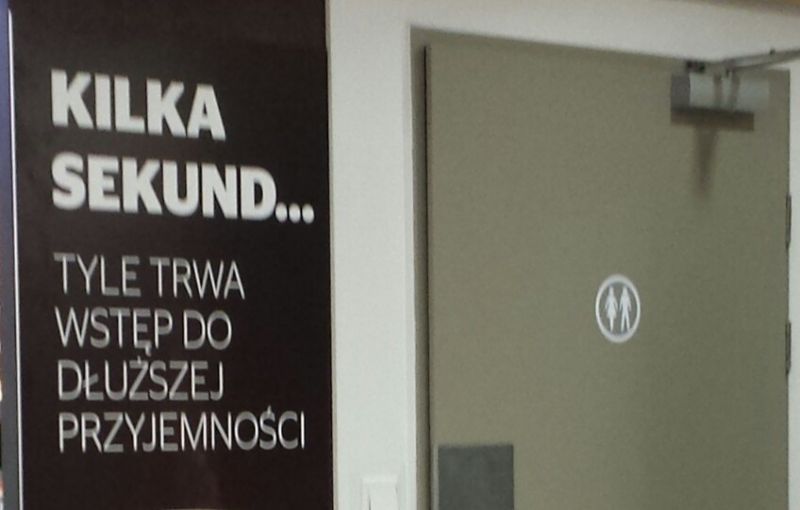 KILKA
SEKUND...
TYLE TRWA
WSTĘP DO
DŁUŻSZEJ
PRZYJEMNOŚCI